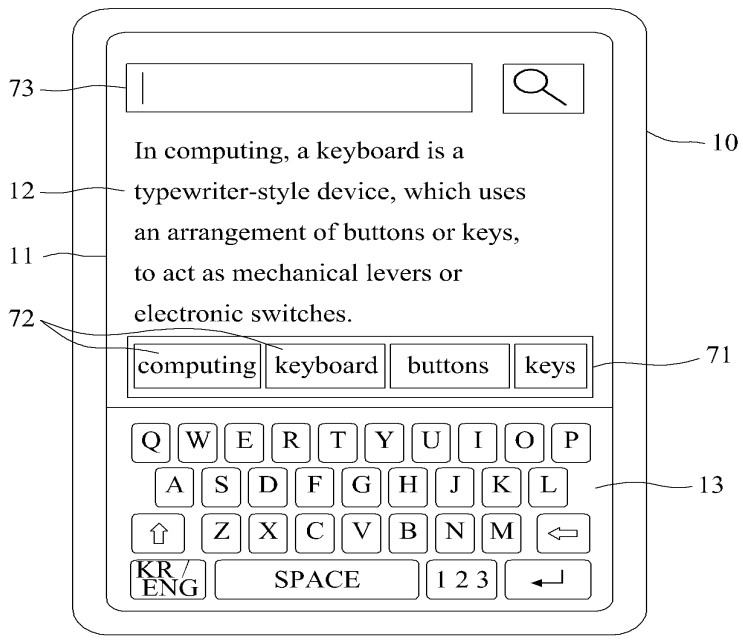 73
10
In computing, a keyboard is a
12
typewriter-style device, which uses
an arrangement of buttons or keys,
11
to act as mechanical levers or
electronic switches.
72
computing keyboard buttons keys
71
Q W E R T Y U I O P
A S D F G H J K L
13
Z X C V B N M
KR / ENG SPACE 1 2 3